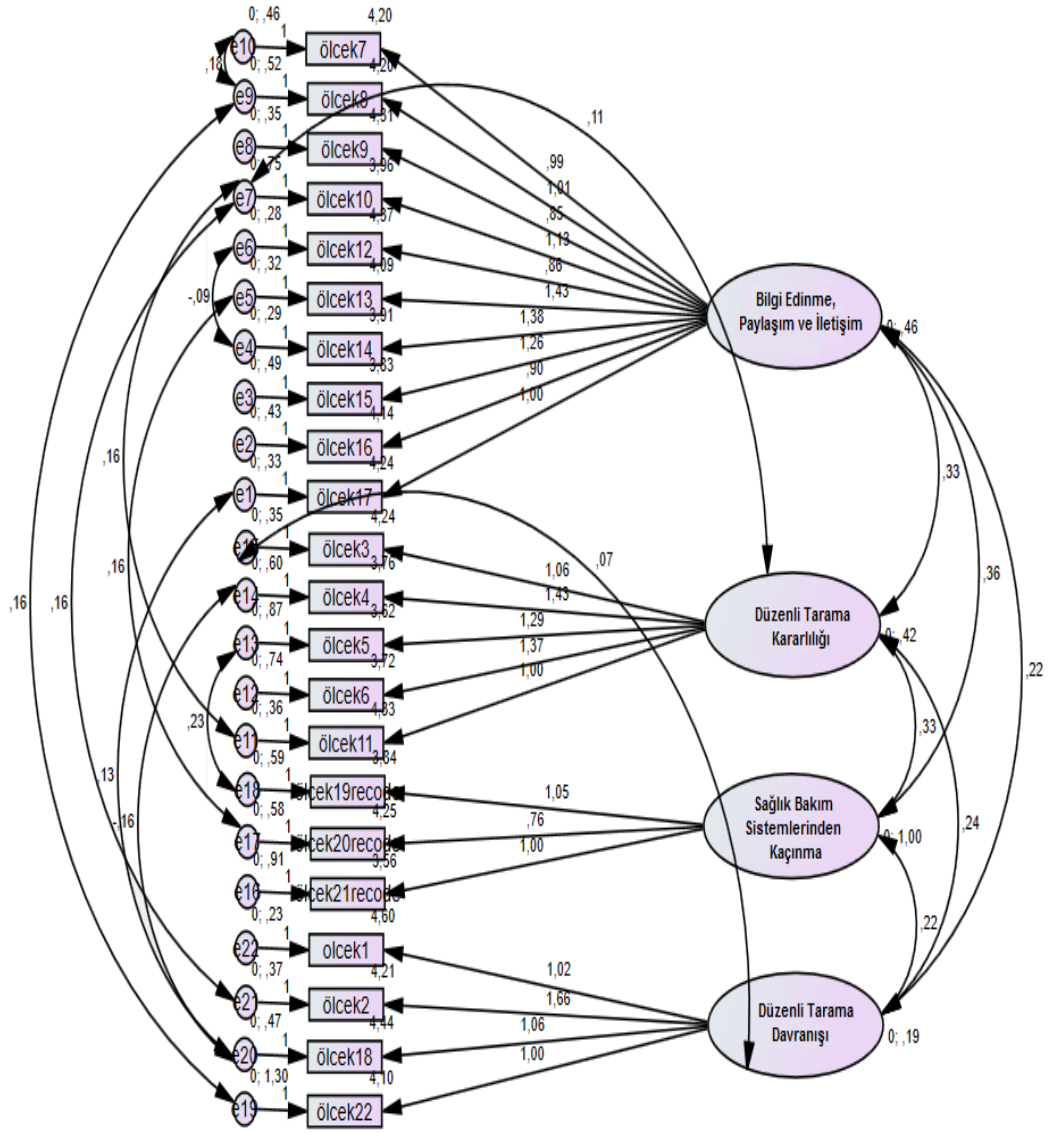 0; ,46
4,20
e10
1
ölcek7
0; ,52
4,20
,18
e9
1
ölcek8
0; ,35
4,31
,11
e8
1
ölcek9
0; ,75
3,96
,99
e7
1
ölcek10
1,01
0; ,28
4,37
,85
e6
1
ölcek12
1,13
0; ,32
4,09
,86
-,09
e5
1
ölcek13
1,43
Bilgi Edinme,
Paylaşım ve İletişim
0; ,46
0; ,29
3,91
1,38
e4
1
ölcek14
1,26
0; ,49
3,83
,90
e3
1
ölcek15
1,00
0; ,43
4,14
e2
1
ölcek16
0; ,33
4,24
,16
,33
e1
1
ölcek17
0; ,35
4,24
1
ölcek3
0; ,60
3,76
1,06
,07
,16
,36
e14
1
ölcek4
1,43
,16
,16
0; ,87
3,62
1,29
Düzenli Tarama
Kararlılığı
0; ,42
e13
1
ölcek5
1,37
0; ,74
3,72
1,00
,22
e12
1
ölcek6
0; ,36
4,33
,23
e11
1
ölcek11
,33
0; ,59
3,84
,13
e18
1
ölcek19recode
1,05
0; ,58
4,25
Sağlık Bakım
Sistemlerinden
Kaçınma
0; 1,00
-,16
e17
1
ölcek20recode
,76
,24
0; ,91
3,56
1,00
e16
1
ölcek21recode
0; ,23
4,60
,22
e22
1
olcek1
0; ,37
4,21
1,02
e21
1
ölcek2
1,66
0; ,47
4,44
1,06
Düzenli Tarama
Davranışı
0; ,19
e20
1
ölcek18
1,00
0; 1,30
4,10
e19
1
ölcek22